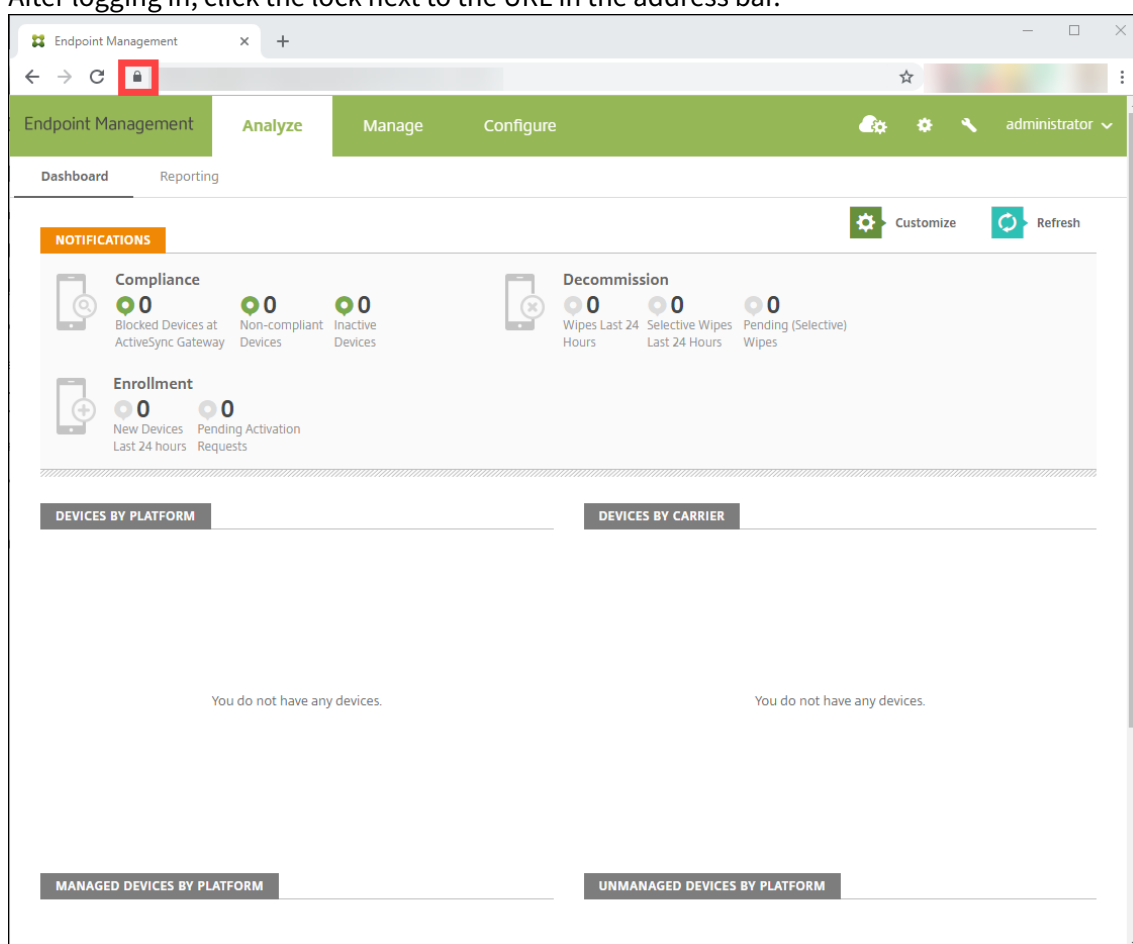 After logging in, click the lock next to the URL in the address bar.
Endpoint Management
Endpoint Management Analyze Manage Configure administrator
Dashboard Reporting
Customize Refresh
NOTIFICATIONS
Compliance
0 0 0
Blocked Devices at Non-compliant Inactive
ActiveSync Gateway Devices Devices
Decommission
0 0 0
Wipes Last 24 Selective Wipes Pending (Selective)
Hours Last 24 Hours Wipes
Enrollment
0 0
New Devices Pending Activation
Last 24 hours Requests
DEVICES BY PLATFORM DEVICES BY CARRIER
You do not have any devices. You do not have any devices.
MANAGED DEVICES BY PLATFORM UNMANAGED DEVICES BY PLATFORM